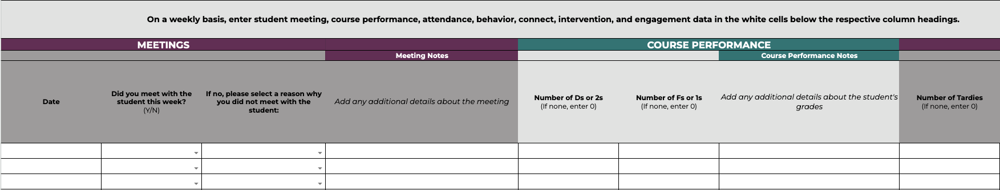 On a weekly basis, enter student meeting, course performance, attendance, behavior, connect, intervention, and engagement data in the white cells below the respective column headings.
MEETINGS
COURSE PERFORMANCE
Meeting Notes
Course Performance Notes
Date
Did you meet with the
student this week?
(Y/N)
If no, please select a reason why
you did not meet with the
student:
Add any additional details about the meeting
Number of Ds or 2s
(If none, enter 0)
Number of Fs or 1s
(If none, enter 0)
Add any additional details about the student's
grades
Number of Tardies
(If none, enter 0)